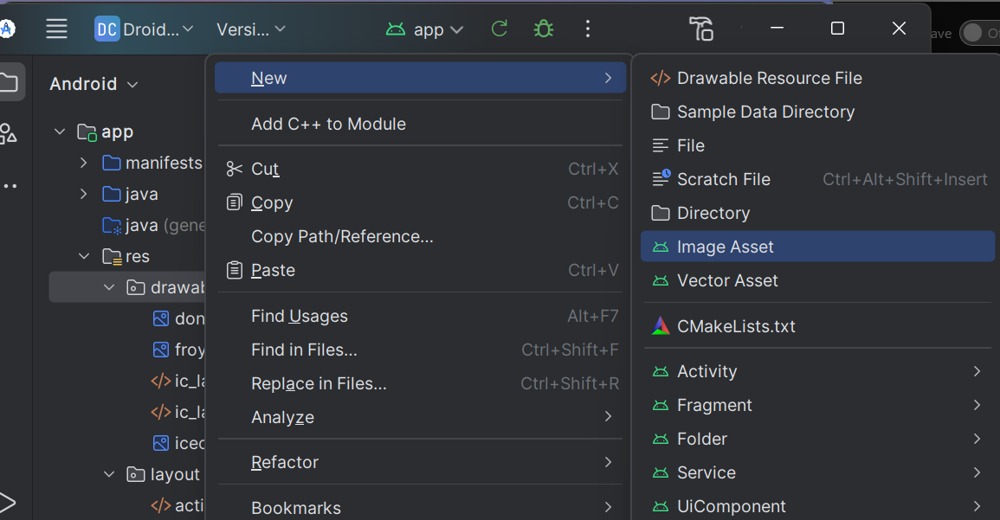 DC Droid... Versi... app
ave
Android
app
manifests
java
java (gene
res
drawab
don
froy
ic_la
ic_la
icec
layout
acti
New
Add C++ to Module
Cut Ctrl+X
Copy Ctrl+C
Copy Path/Reference...
Paste Ctrl+V
Find Usages Alt+F7
Find in Files... Ctrl+Shift+F
Replace in Files... Ctrl+Shift+R
Analyze
Refactor
Bookmarks
Drawable Resource File
Sample Data Directory
File
Scratch File Ctrl+Alt+Shift+Insert
Directory
Image Asset
Vector Asset
CMakeLists.txt
Activity
Fragment
Folder
Service
UiComponent